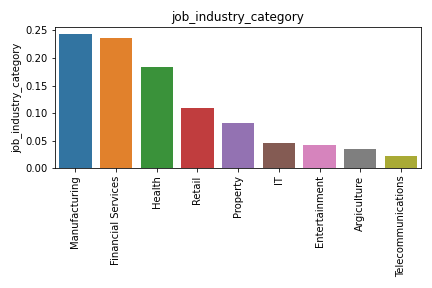 job_industry_category
job_industry_category
0.25
0.20
0.15
0.10
0.05
0.00
Manufacturing
Financial Services
Health
Retail
Property
IT
Entertainment
Argiculture
Telecommunications